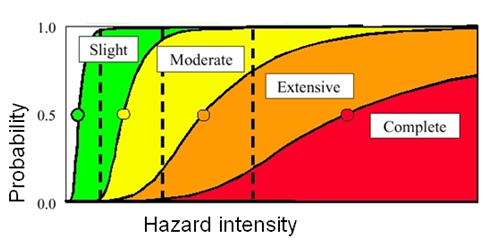 1.0
Slight
Moderate
Extensive
0.5
Complete
0.0
Probability
Hazard intensity